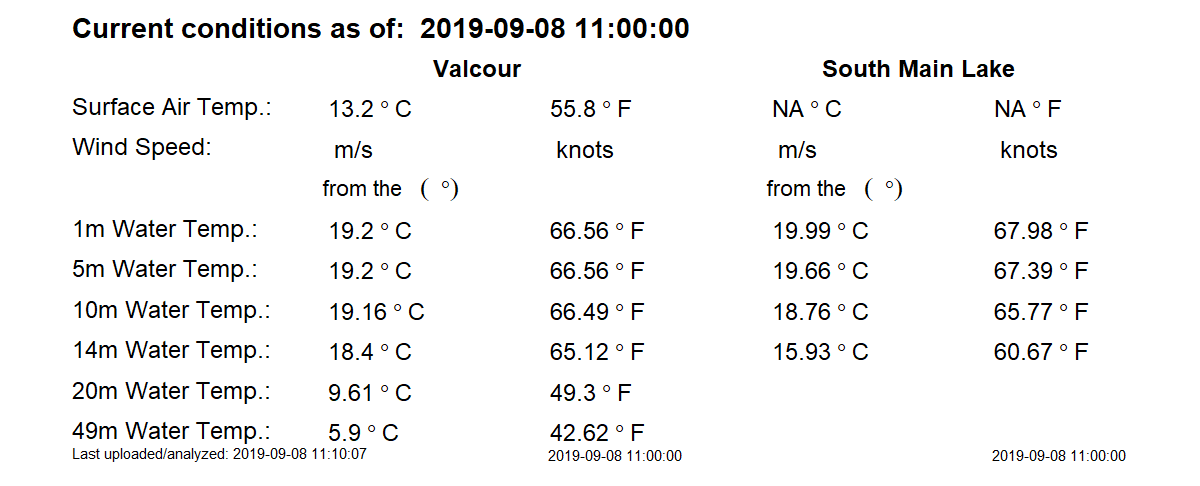 Current conditions as of: 2019-09-08 11:00:00
Valcour South Main Lake
Surface Air Temp.: 13.2 ° C 55.8 ° F NA ° C NA ° F
Wind Speed: m/s knots m/s knots
from the ( °) from the ( °)
1m Water Temp.: 19.2 ° C 66.56 ° F 19.99 ° C 67.98 ° F
5m Water Temp.: 19.2 ° C 66.56 ° F 19.66 ° C 67.39 ° F
10m Water Temp.: 19.16 ° C 66.49 ° F 18.76 ° C 65.77 ° F
14m Water Temp.: 18.4 ° C 65.12 ° F 15.93 ° C 60.67 ° F
20m Water Temp.: 9.61 ° C 49.3 ° F
49m Water Temp.: 5.9 ° C 42.62 ° F
Last uploaded/analyzed: 2019-09-08 11:10:07 2019-09-08 11:00:00 2019-09-08 11:00:00